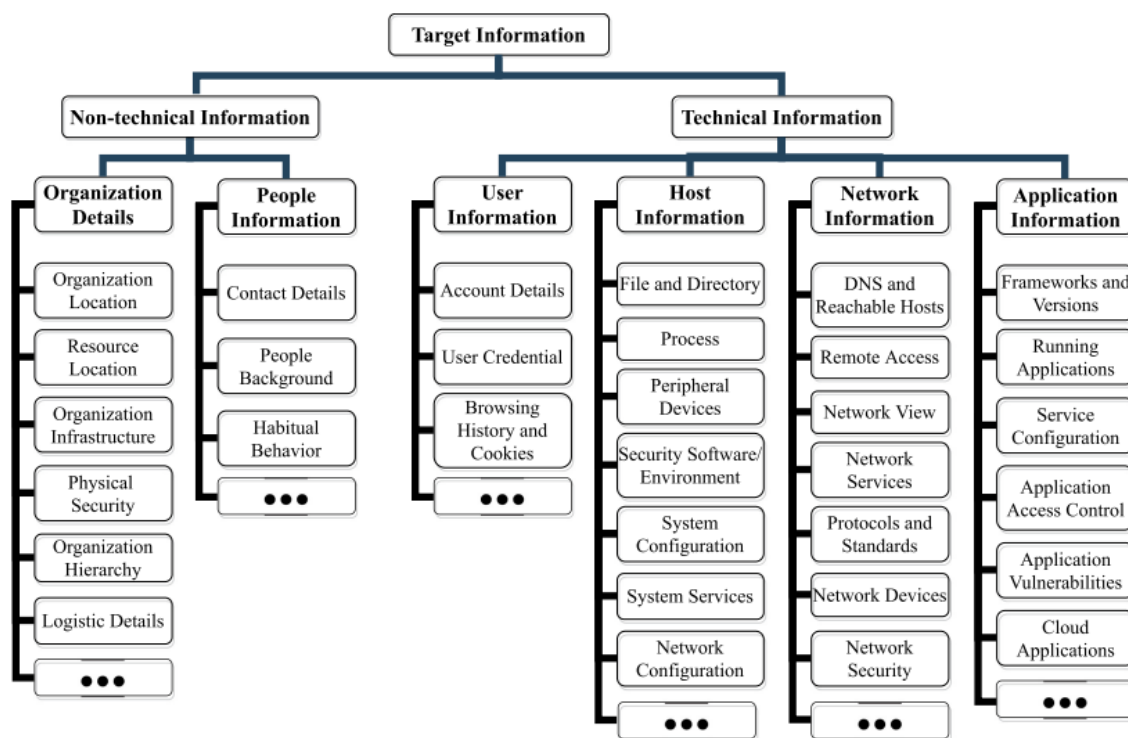 Target Information
Non-technical Information
Technical Information
Organization
Details
People
Information
User
Information
Host
Information
Network
Information
Application
Information
Organization
Location
Resource
Location
Organization
Infrastructure
Physical
Security
Organization
Hierarchy
Logistic Details
Contact Details
People
Background
Habitual
Behavior
Account Details
User Credential
Browsing
History and
Cookies
File and Directory
Process
Peripheral
Devices
Security Software/
Environment
System
Configuration
System Services
Network
Configuration
DNS and
Reachable Hosts
Remote Access
Network View
Network
Services
Protocols and
Standards
Network Devices
Network
Security
Frameworks and
Versions
Running
Applications
Service
Configuration
Application
Access Control
Application
Vulnerabilities
Cloud
Applications